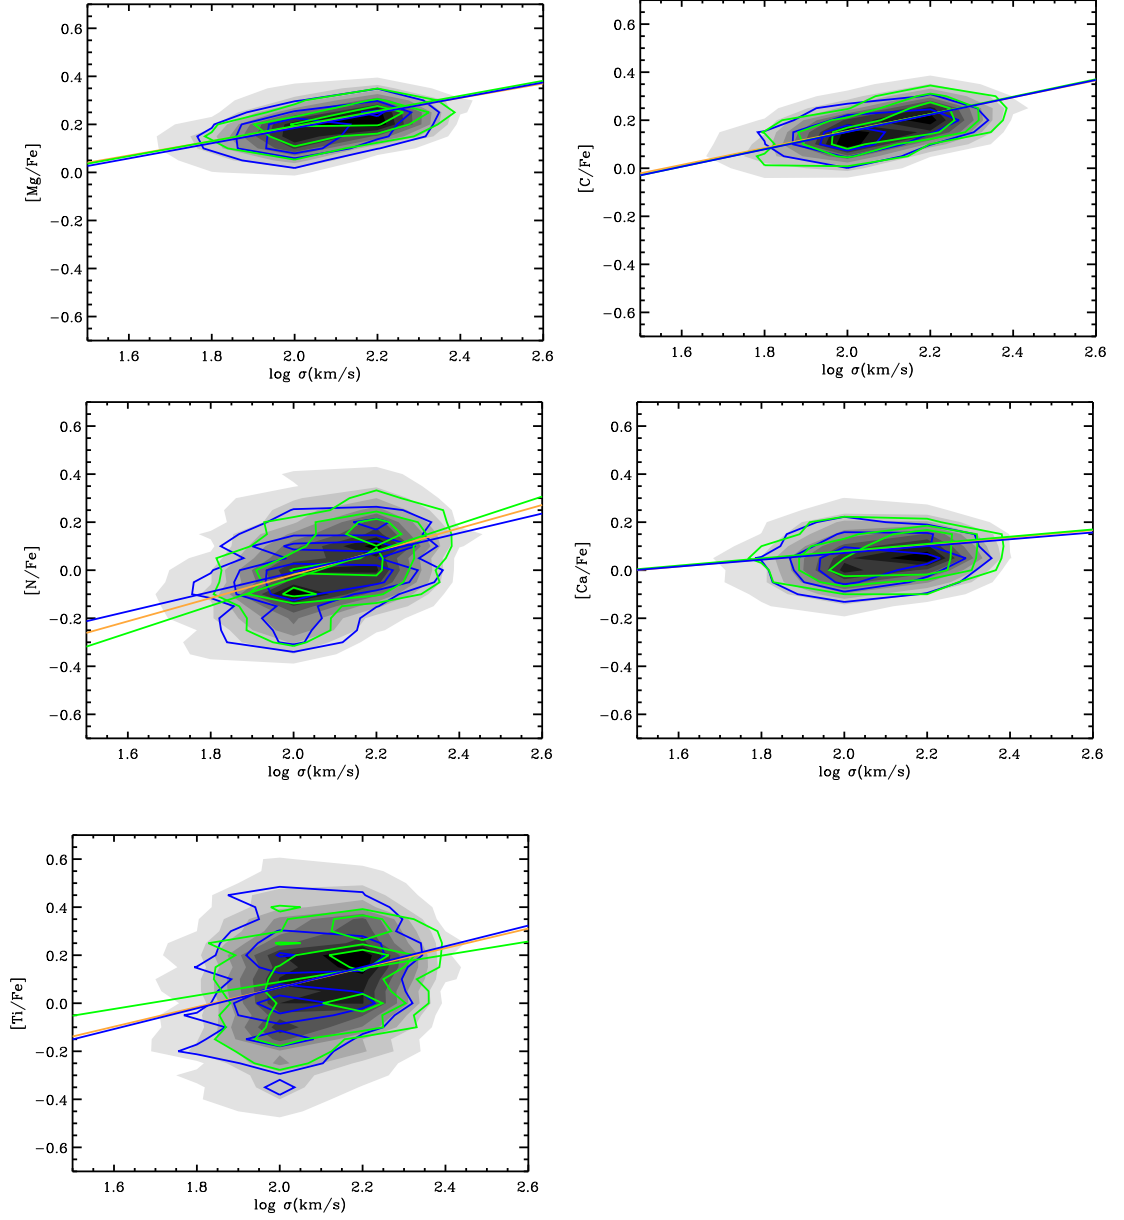 0.6 0.6
0.4 0.4
0.2 0.2
0.0 0.0
−0.2 −0.2
−0.4 −0.4
−0.6 −0.6
[Mg/Fe] [C/Fe]
1.6 1.8 2.0 2.2 2.4 2.6 1.6 1.8 2.0 2.2 2.4 2.6
log σ(km/s) log σ(km/s)
0.6 0.6
0.4 0.4
0.2 0.2
0.0 0.0
−0.2 −0.2
−0.4 −0.4
−0.6 −0.6
[N/Fe] [Ca/Fe]
1.6 1.8 2.0 2.2 2.4 2.6 1.6 1.8 2.0 2.2 2.4 2.6
log σ(km/s) log σ(km/s)
0.6
0.4
0.2
0.0
−0.2
−0.4
−0.6
[Ti/Fe]
1.6 1.8 2.0 2.2 2.4 2.6
log σ(km/s)